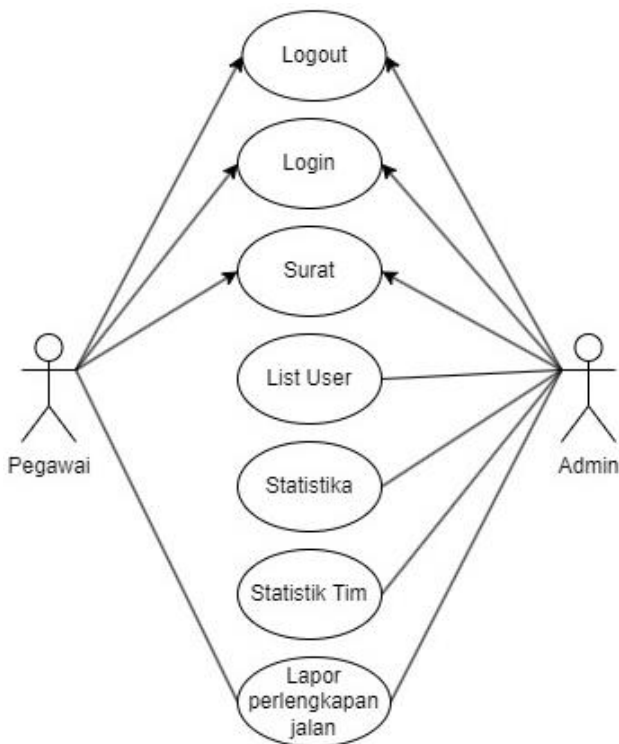 Logout
Login
Surat
List User
Pegawai
Admin
Statistika
Statistik Tim
Lapor
perlengkapan
jalan